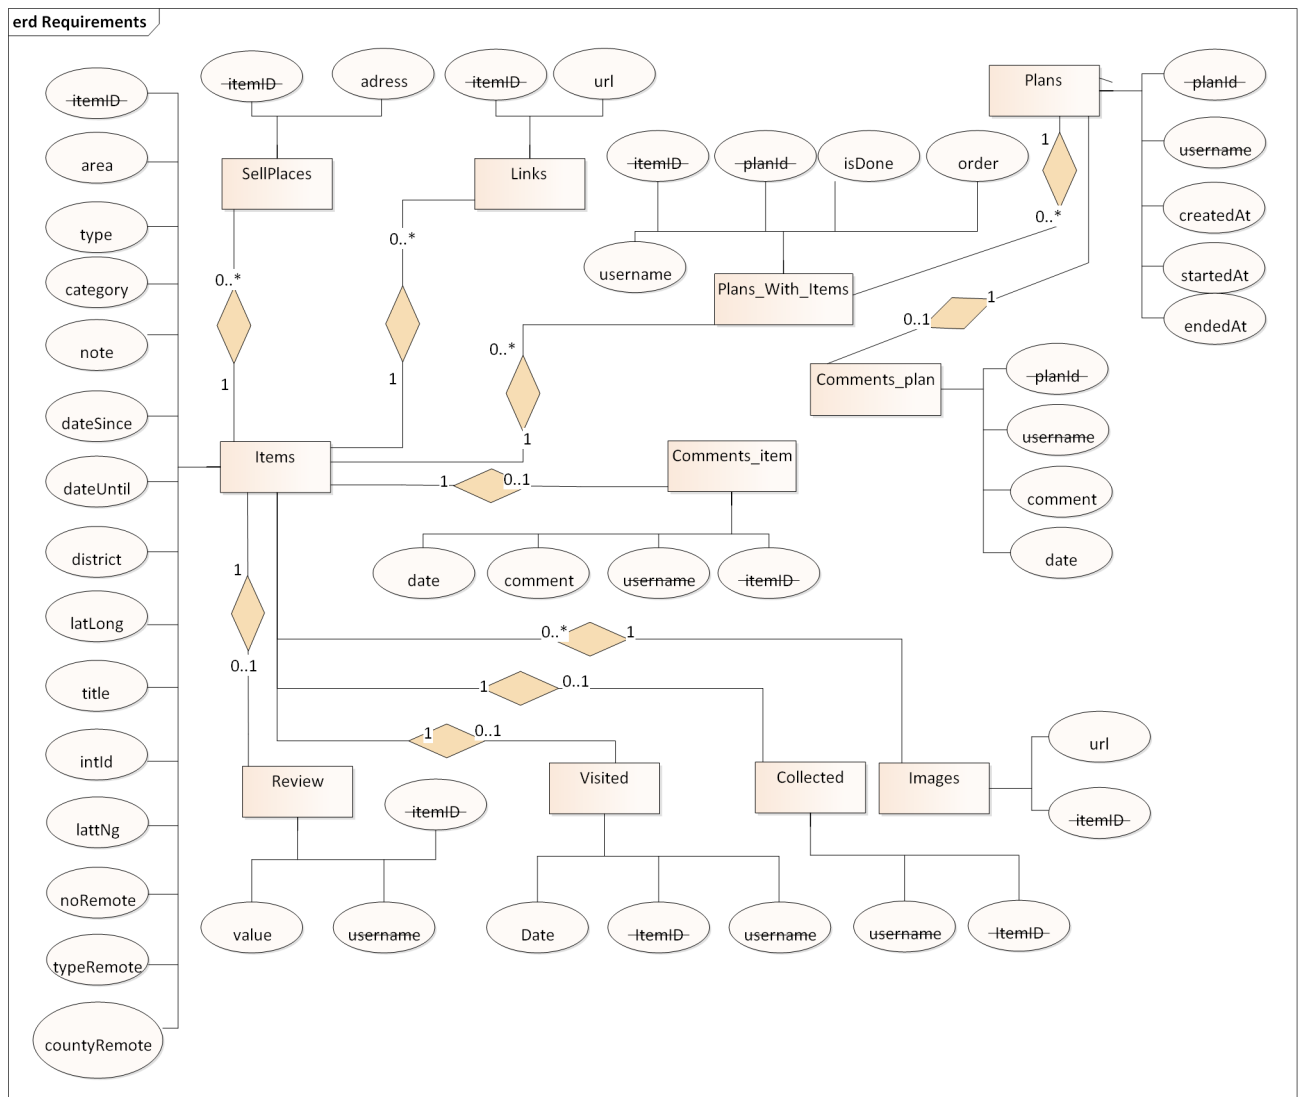 erd Requirements
itemID
area
type
category
note
dateSince
dateUntil
district
latLong
title
intId
lattNg
noRemote
typeRemote
countyRemote
itemID
adress
SellPlaces
0..*
1
itemID
url
Links
0..*
1
itemID
planId
isDone
order
username
Plans_With_Items
0..*
1
Plans
1
0..*
planId
username
createdAt
startedAt
endedAt
1
0..1
Comments_plan
planId
username
comment
date
Items
1
0..1
Comments_item
date
comment
username
itemID
1
0..1
0..*
1
1
0..1
1
0..1
Review
itemID
value
username
Visited
Date
ItemID
username
Collected
username
ItemID
Images
url
itemID